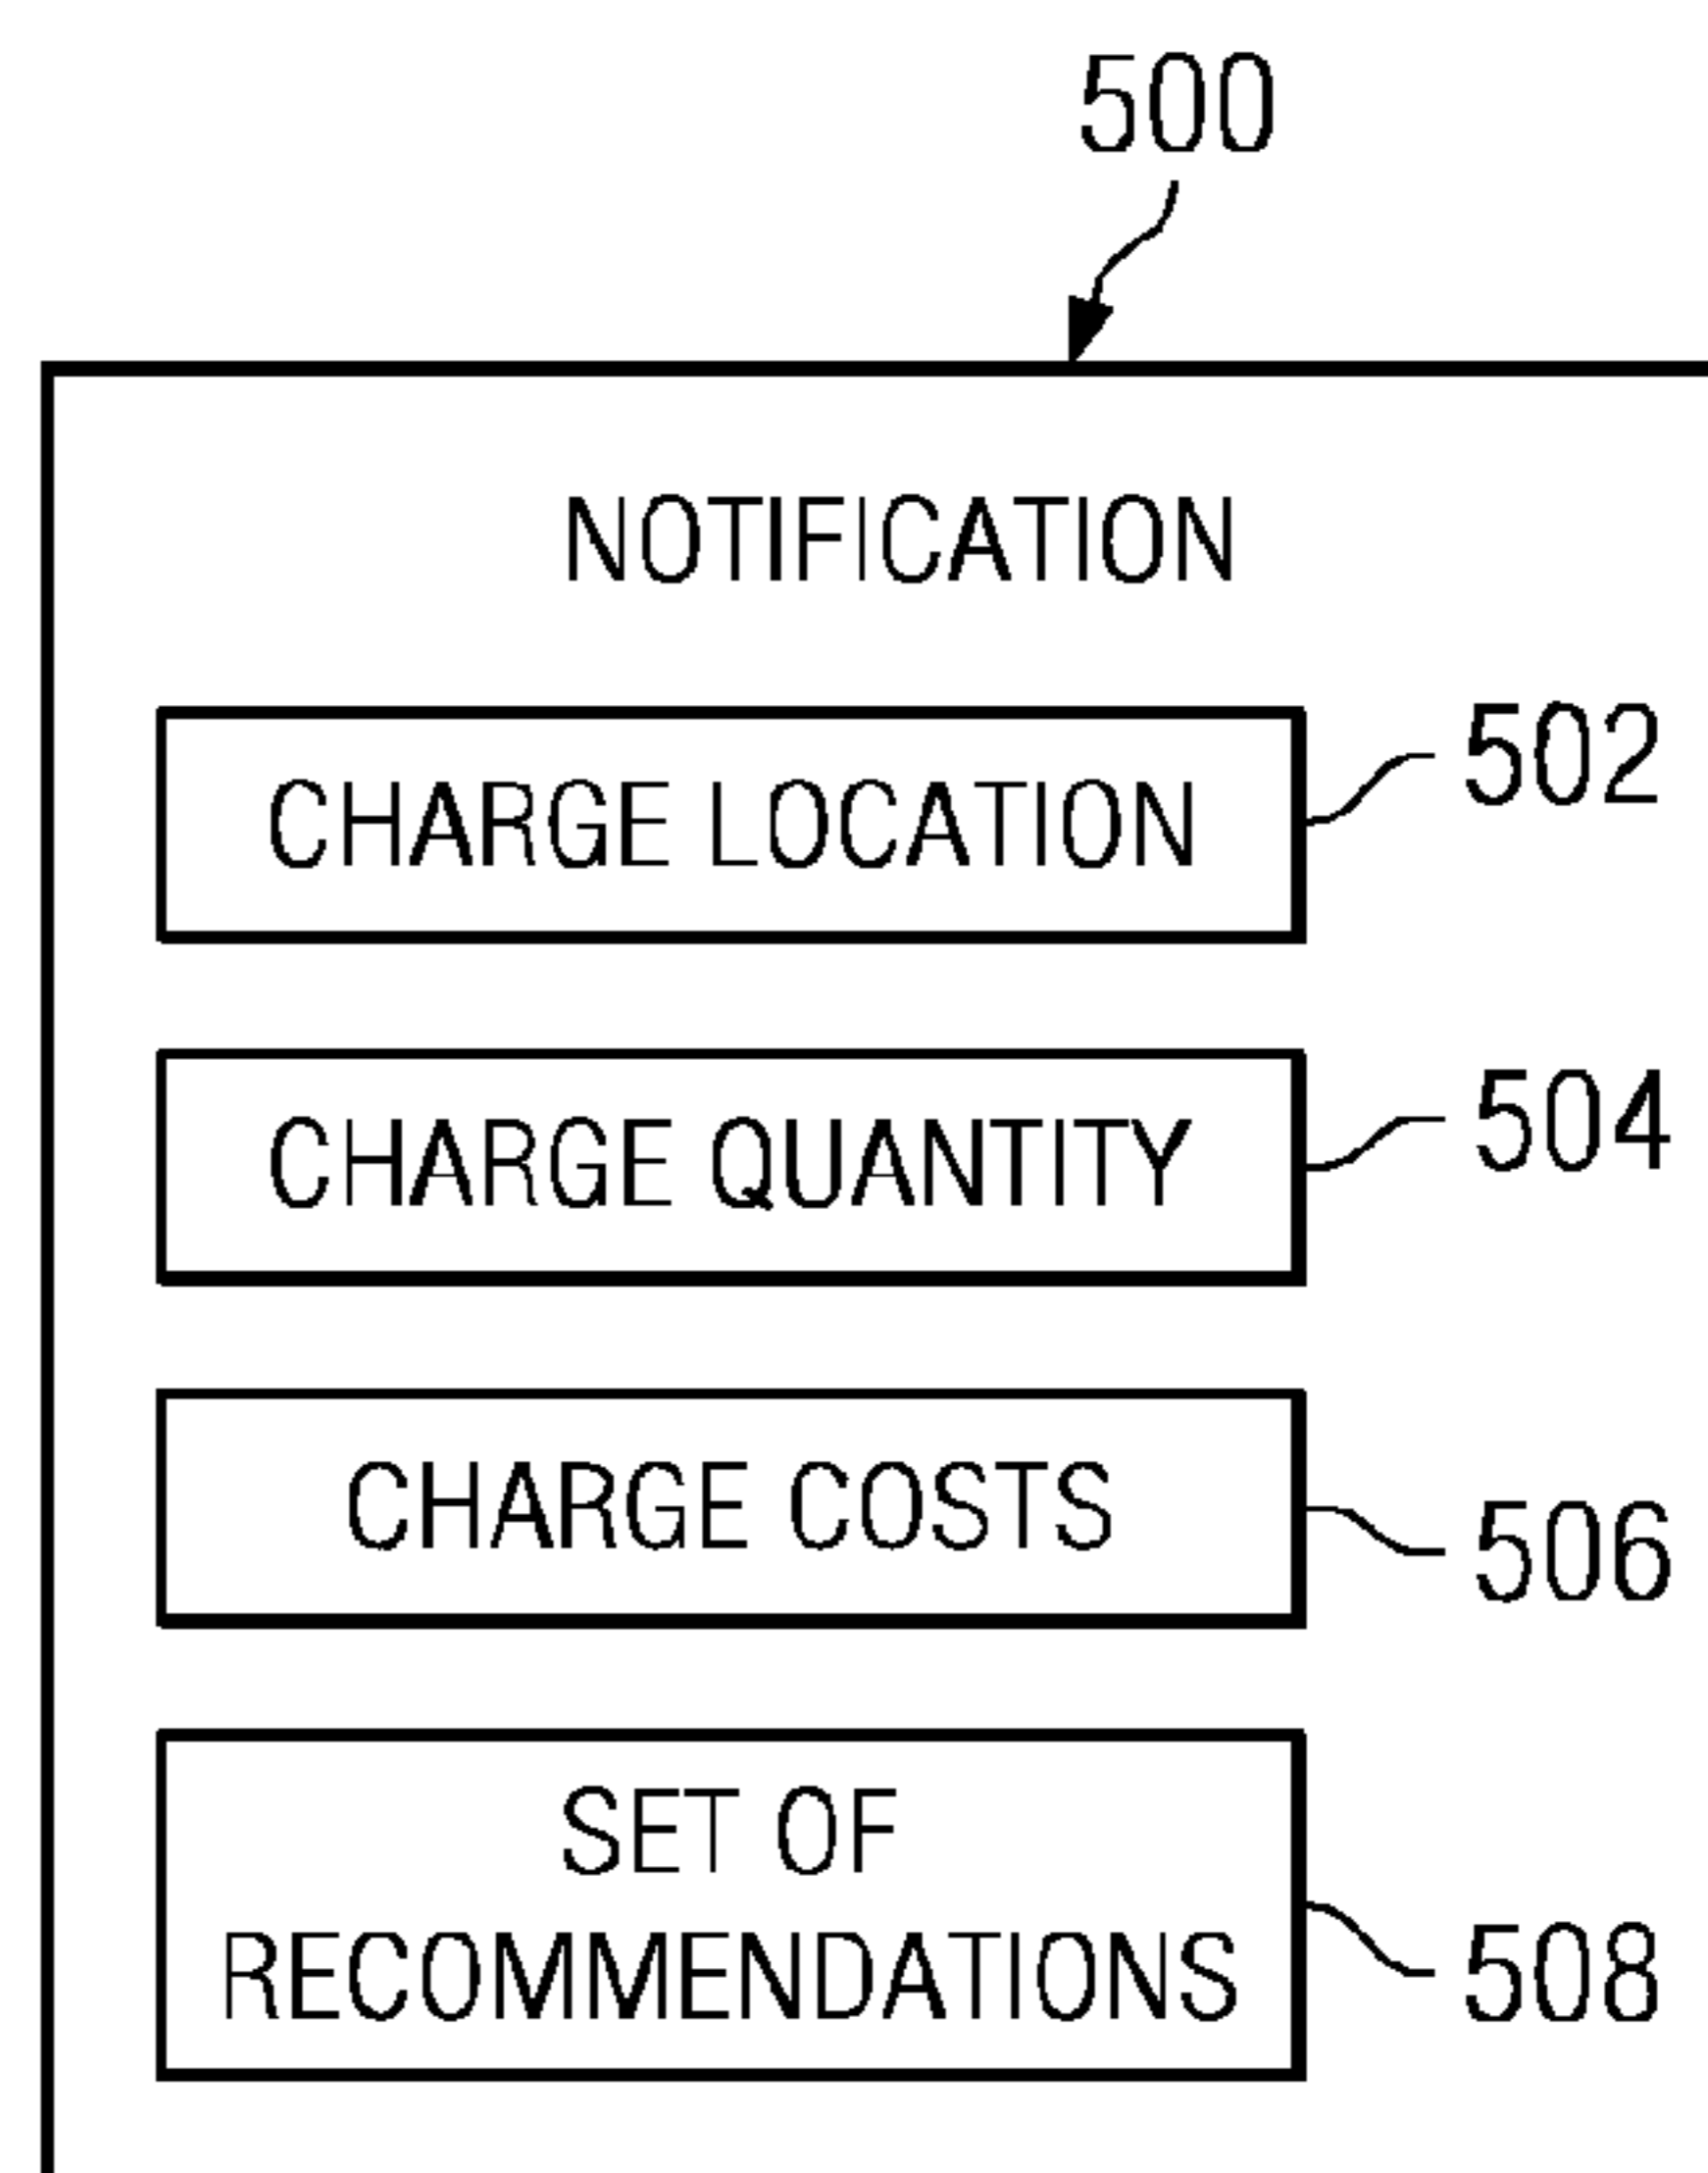 500
NOTIFICATION
CHARGE LOCATION
502
CHARGE QUANTITY
504
CHARGE COSTS
506
SET OF
RECOMMENDATIONS
508